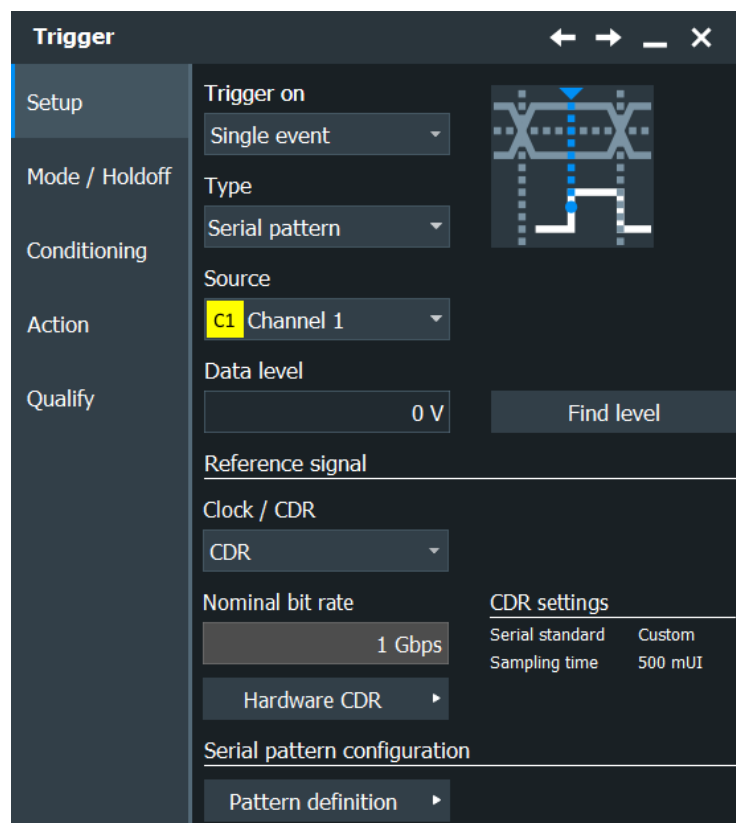 Trigger
Setup
Mode / Holdoff
Conditioning
Action
Qualify
Trigger on
Single event
Type
Serial pattern
Source
C1 Channel 1
Data level
0 V
Find level
Reference signal
Clock / CDR
CDR
Nominal bit rate
1 Gbps
CDR settings
Serial standard Custom
Sampling time 500 mUI
Hardware CDR
Serial pattern configuration
Pattern definition